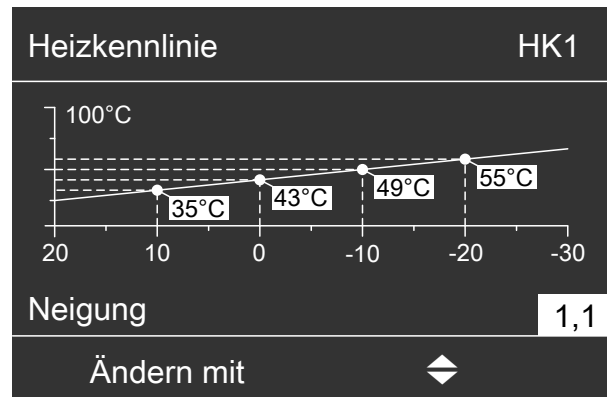 Heizkennlinie HK1
100°C
35°C 43°C 49°C 55°C
20 10 0 -10 -20 -30
Neigung 1,1
Ändern mit